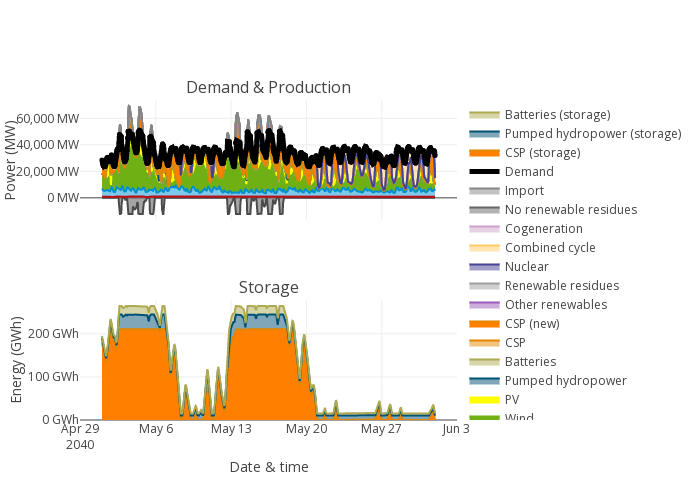 Demand & Production
Power (MW)
60,000 MW
40,000 MW
20,000 MW
0 MW
Storage
Energy (GWh)
200 GWh
100 GWh
0 GWh
Apr 29
2040
May 6
May 13
May 20
May 27
Jun 3
Date & time
Batteries (storage)
Pumped hydropower (storage)
CSP (storage)
Demand
Import
No renewable residues
Cogeneration
Combined cycle
Nuclear
Renewable residues
Other renewables
CSP (new)
CSP
Batteries
Pumped hydropower
PV
Wind